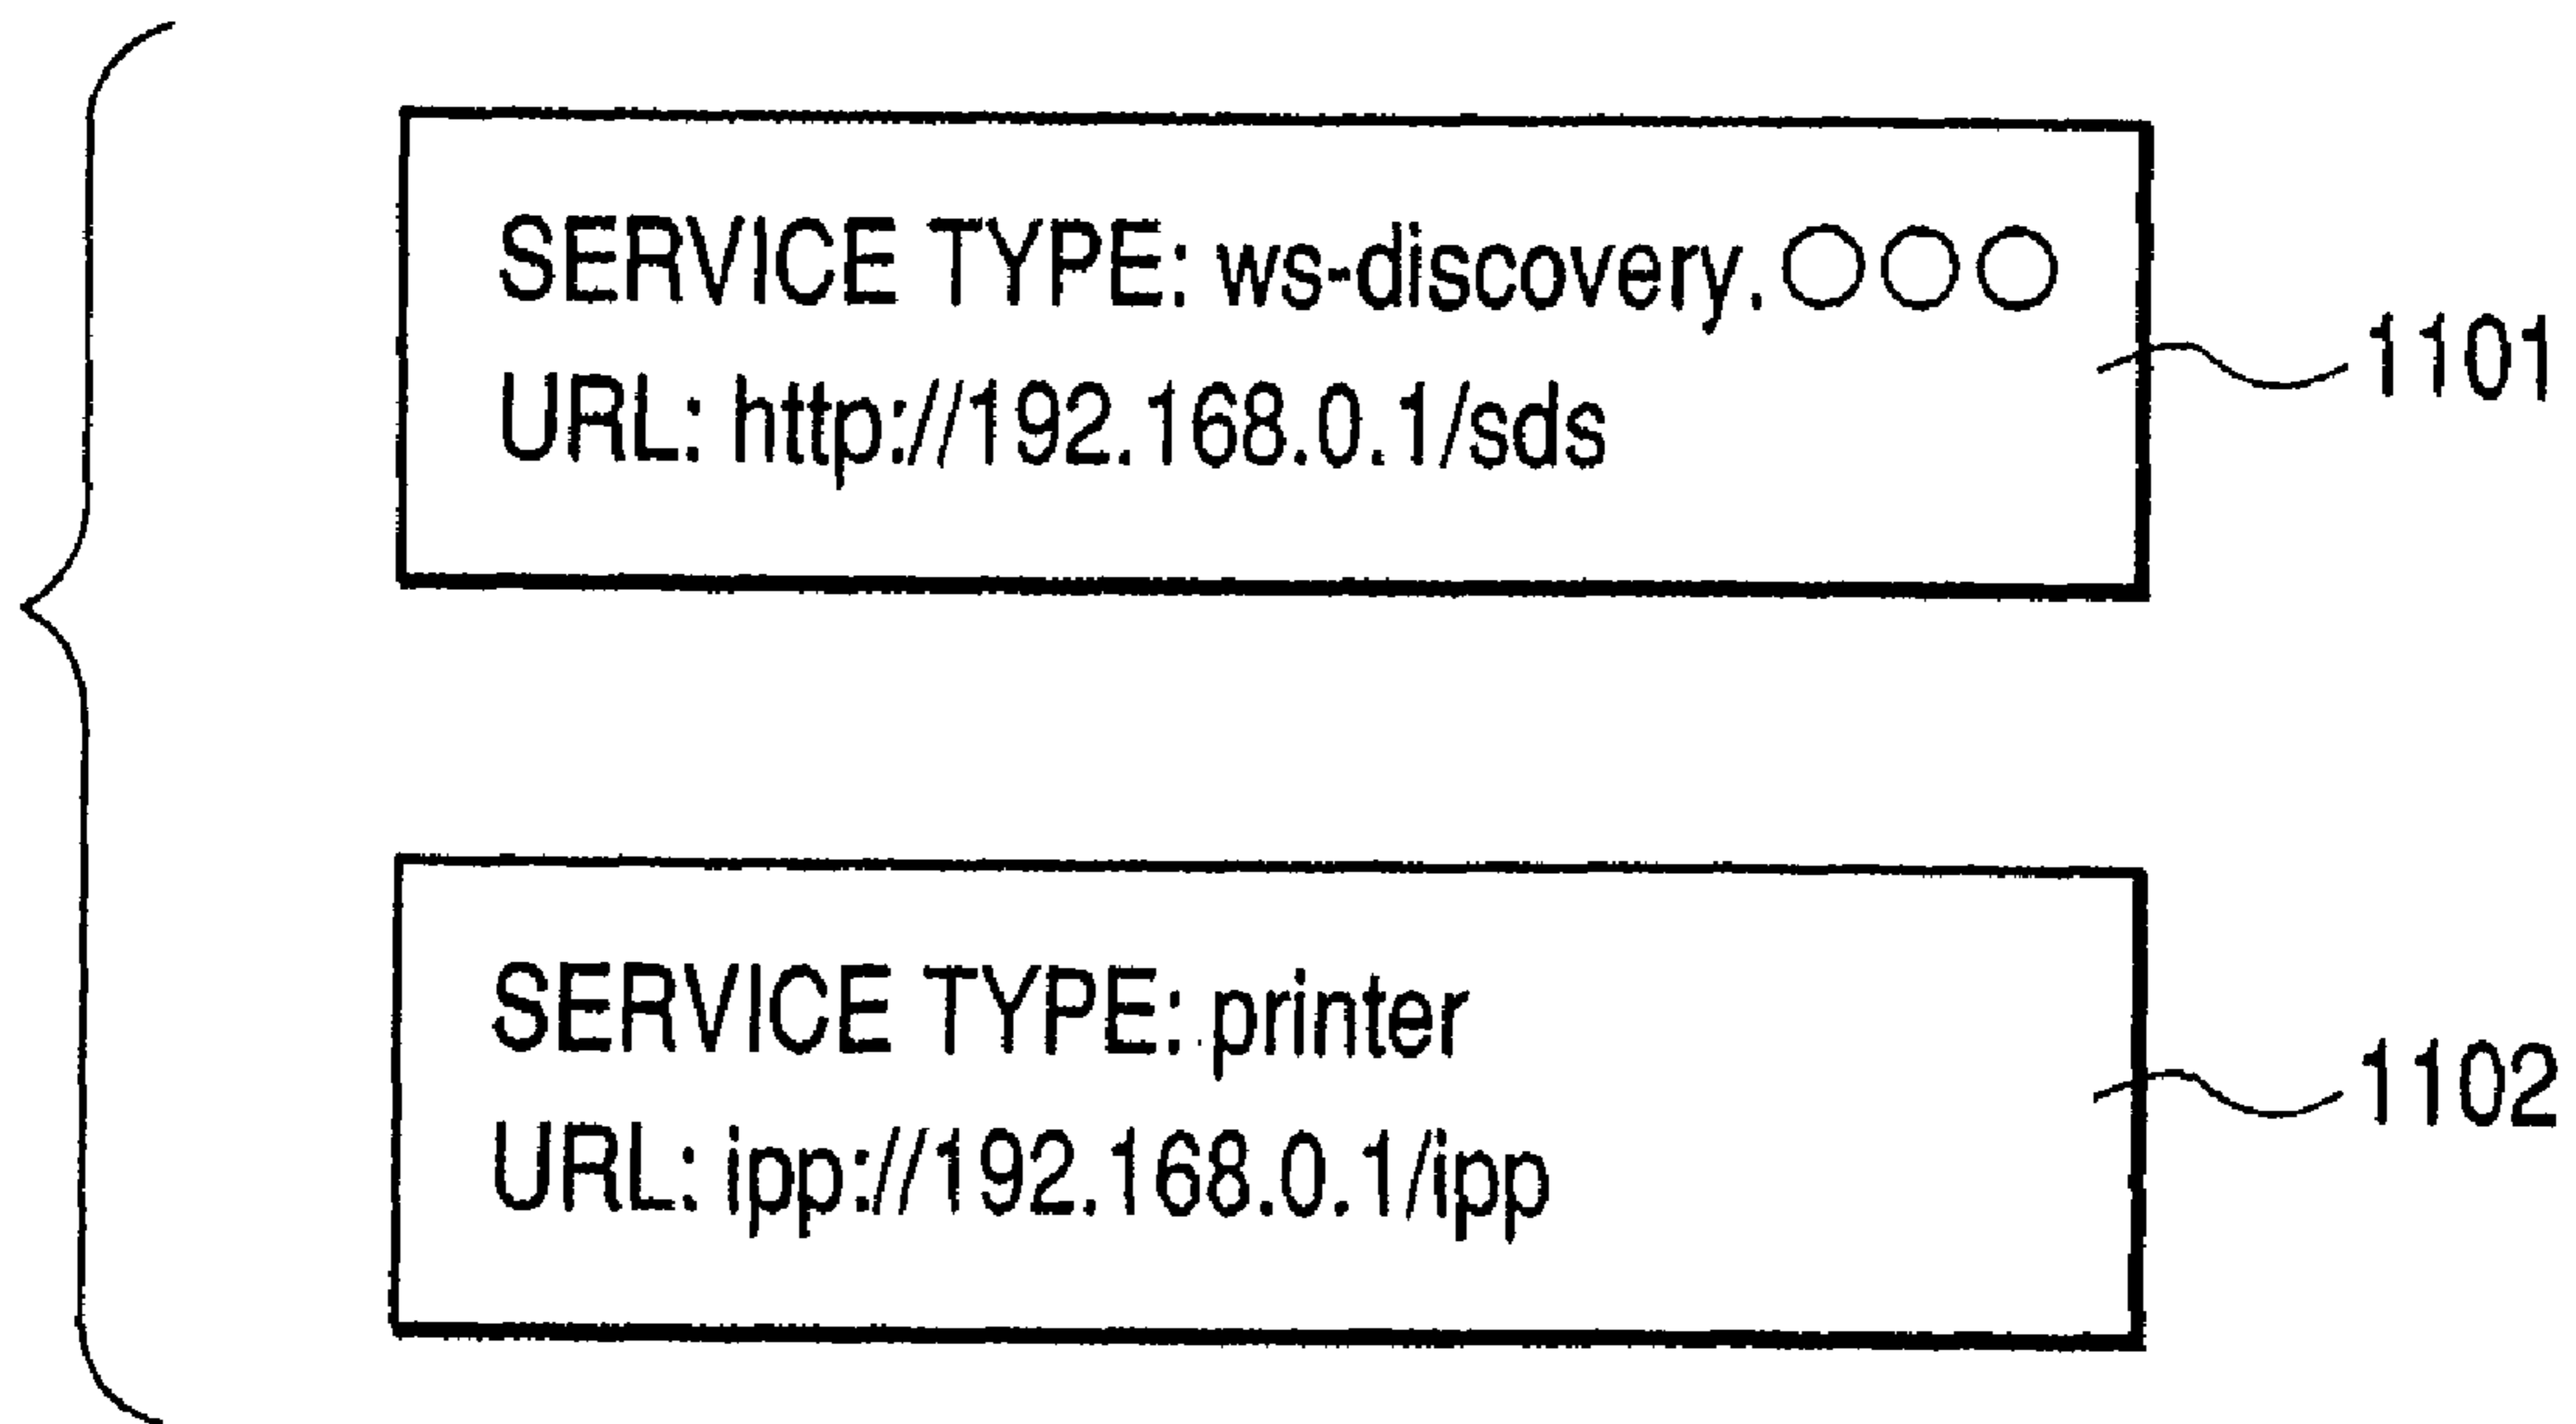 SERVICE TYPE: ws-discovery.○○○
URL: http://192.168.0.1/sds
1101
SERVICE TYPE: printer
URL: ipp://192.168.0.1/ipp
1102